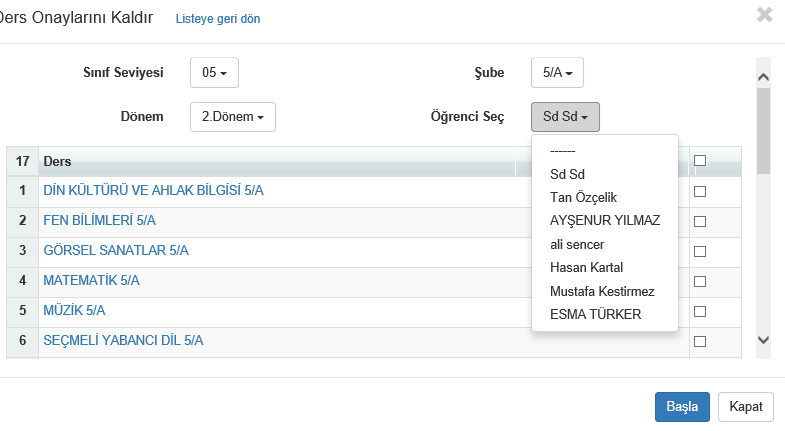 Ders Onaylarını Kaldır Listeye geri dön
Sınıf Seviyesi 05 Şube 5/A
Dönem 2.Dönem Öğrenci Seç Sd Sd
------
Sd Sd
Tan Özçelik
AYŞENUR YILMAZ
ali sencer
Hasan Kartal
Mustafa Kestirmez
ESMA TÜRKER
17 Ders
1 DİN KÜLTÜRÜ VE AHLAK BİLGİSİ 5/A
2 FEN BİLİMLERİ 5/A
3 GÖRSEL SANATLAR 5/A
4 MATEMATİK 5/A
5 MÜZİK 5/A
6 SEÇMELİ YABANCI DİL 5/A
Başla Kapat